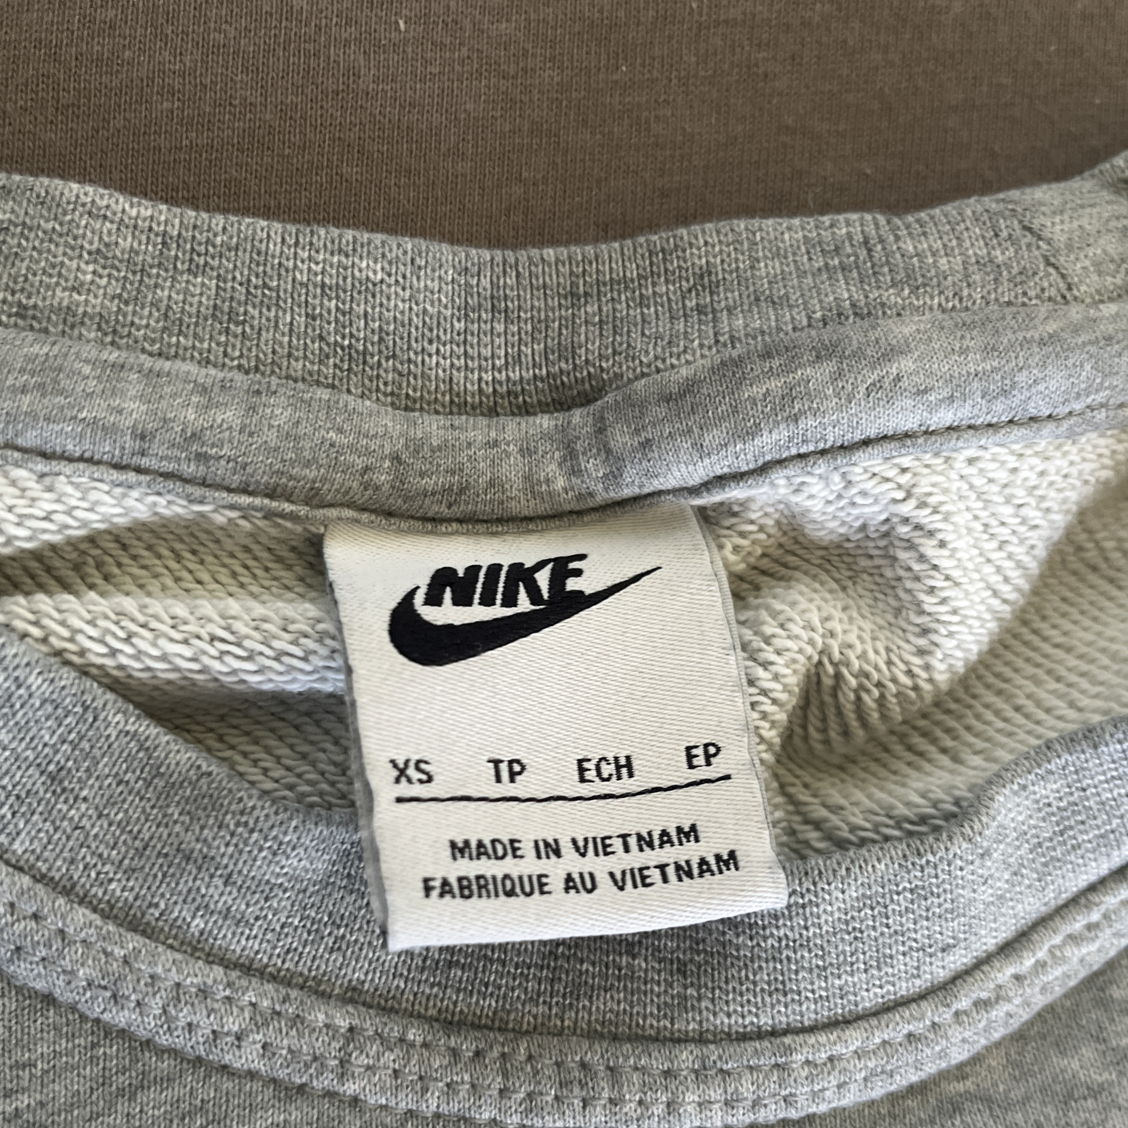 NIKE
XS TP ECH EP
MADE IN VIETNAM
FABRIQUE AU VIETNAM